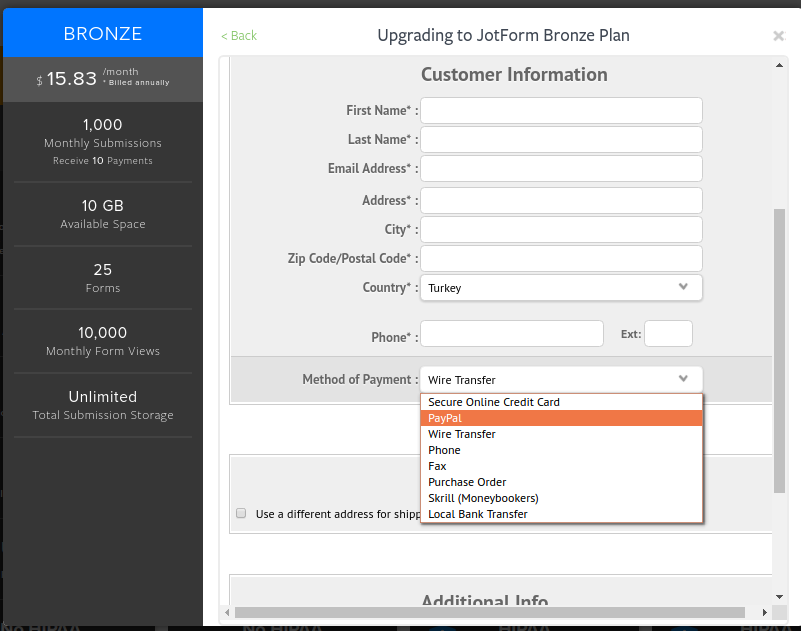 BRONZE
$ 15.83 /month
* Billed annually
1,000
Monthly Submissions
Receive 10 Payments
10 GB
Available Space
25
Forms
10,000
Monthly Form Views
Unlimited
Total Submission Storage
< Back
Upgrading to JotForm Bronze Plan
×
Customer Information
First Name* :
Last Name* :
Email Address* :
Address* :
City* :
Zip Code/Postal Code* :
Country* : Turkey
Phone* : Ext:
Method of Payment : Wire Transfer
Secure Online Credit Card
PayPal
Wire Transfer
Phone
Fax
Purchase Order
Skrill (Moneybookers)
Local Bank Transfer
Use a different address for shipp
Additional Info
No HIPAA
HIPAA
HIPAA